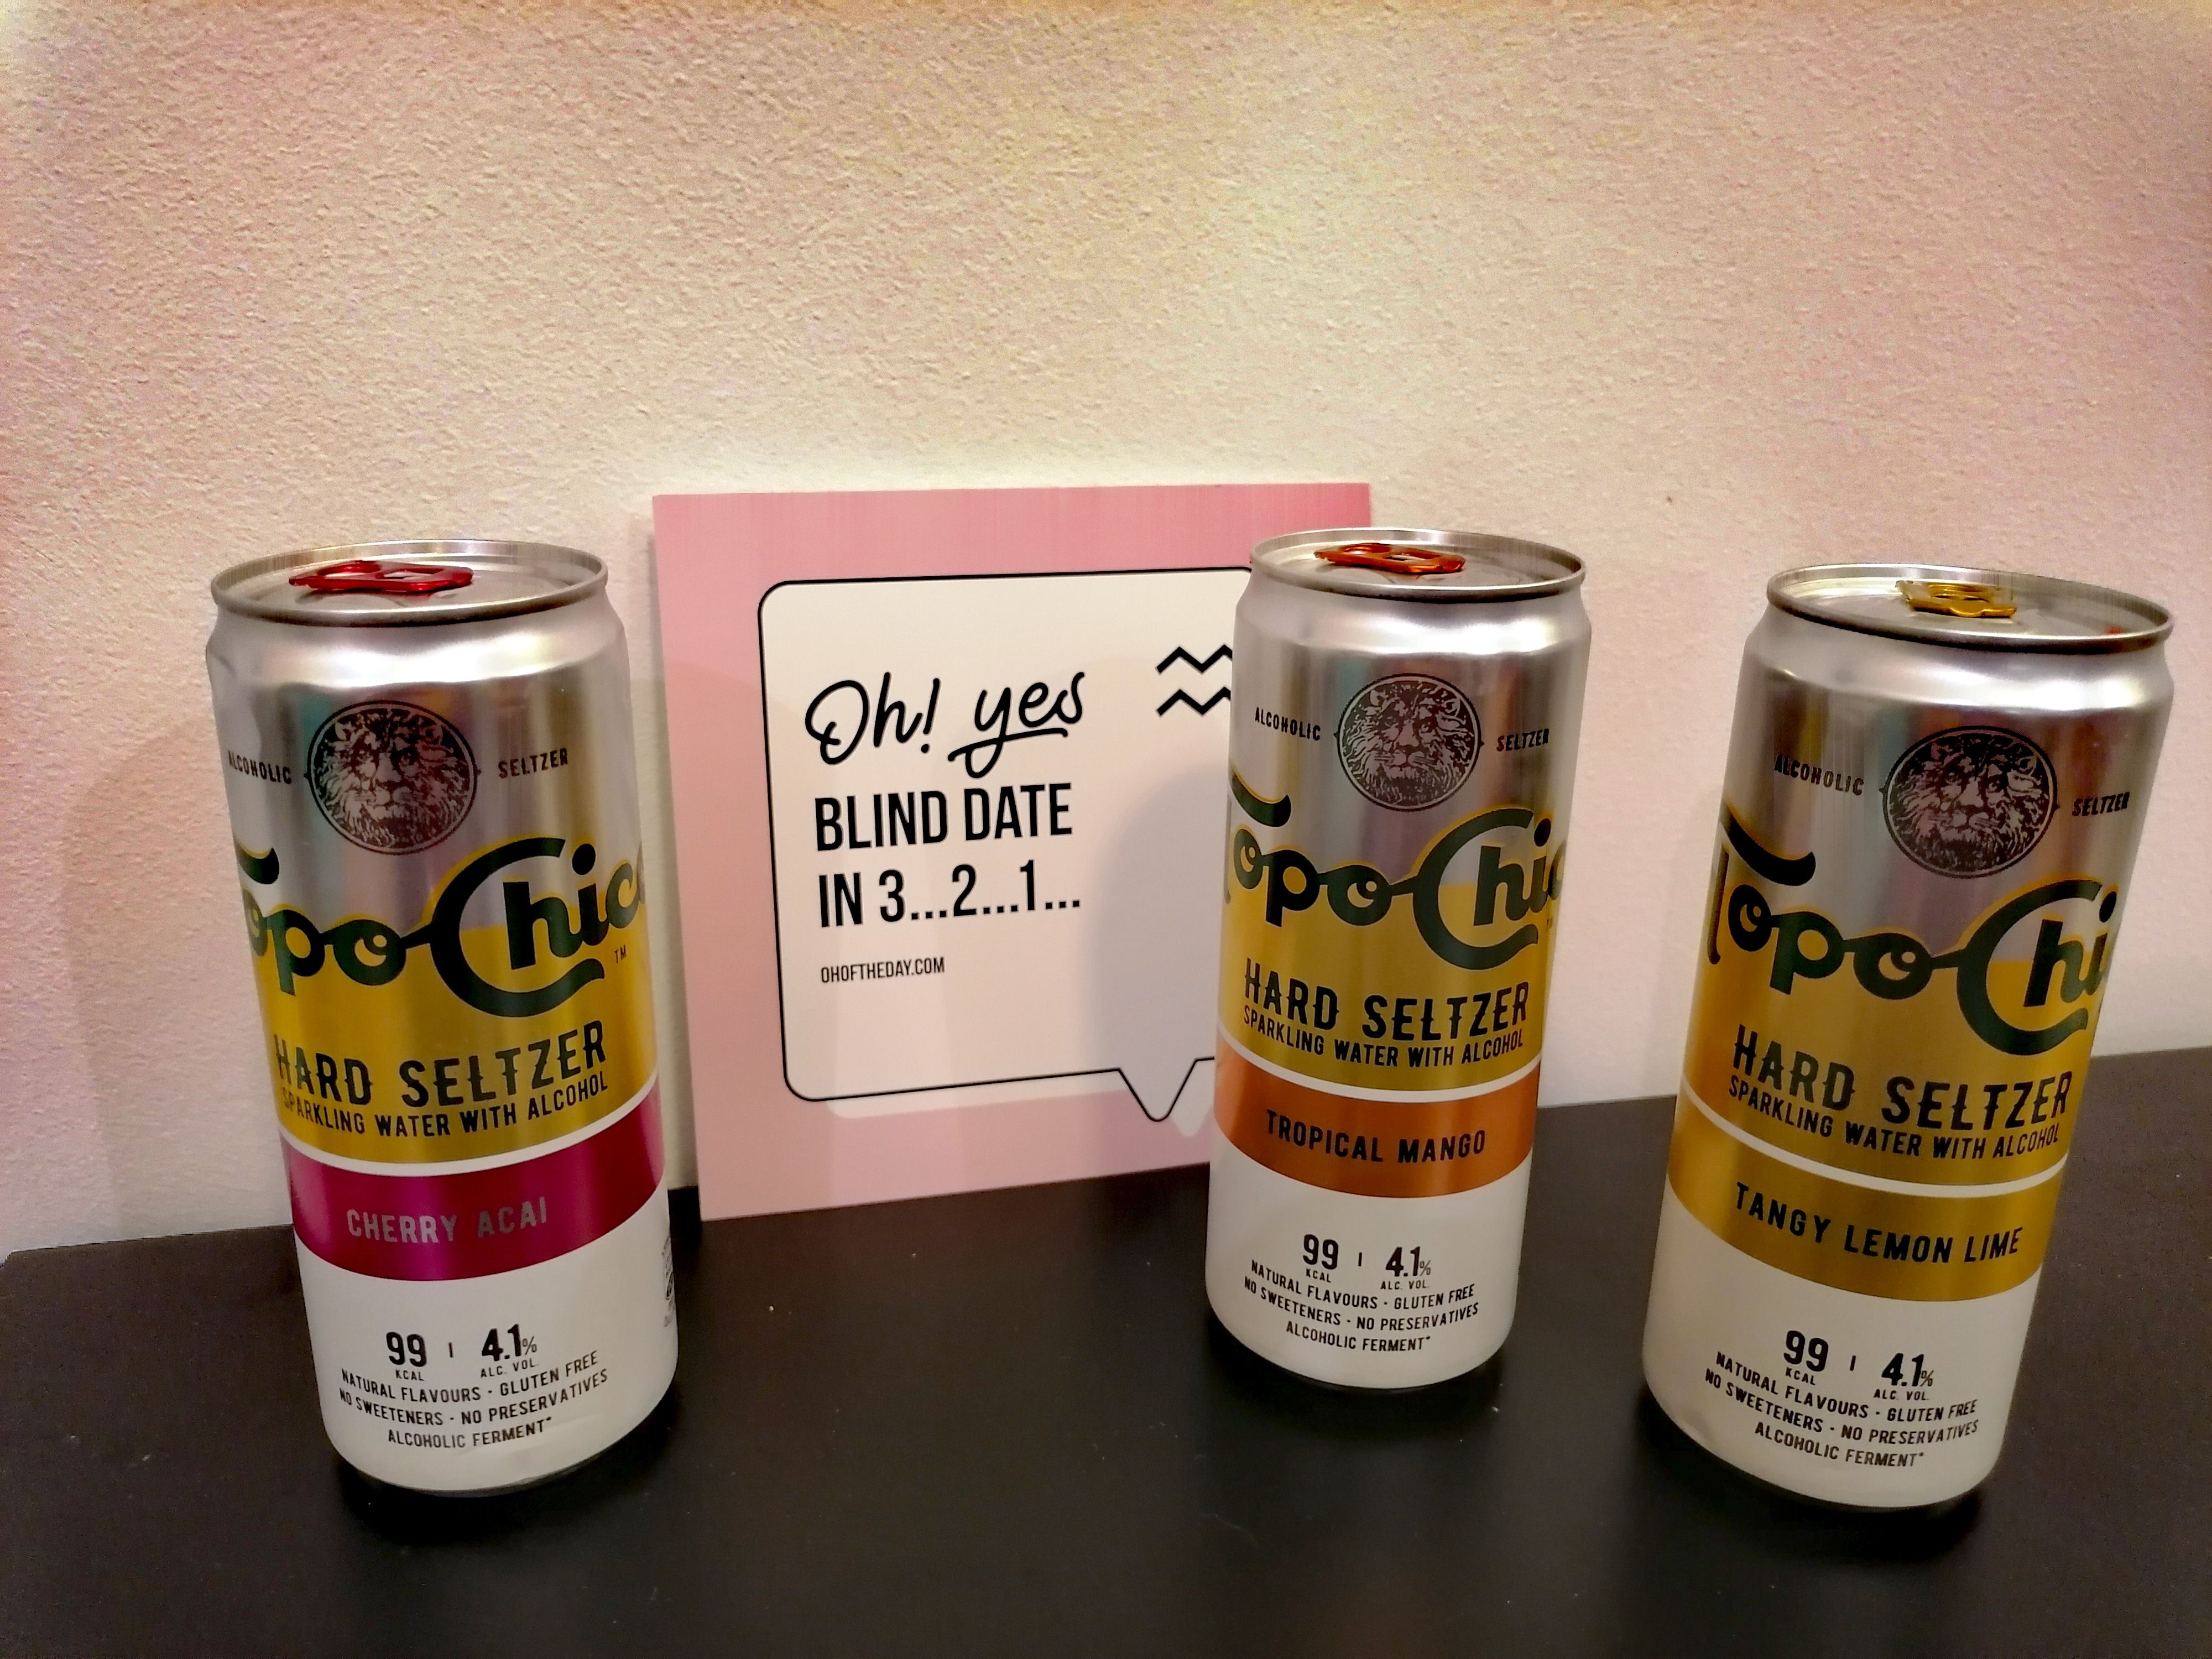 ALCOHOLIC SELTZER
Topo Chico
TM
HARD SELTZER
SPARKLING WATER WITH ALCOHOL
CHERRY ACAI
99 | 4.1%
KCAL ALC. VOL.
NATURAL FLAVOURS · GLUTEN FREE
NO SWEETENERS · NO PRESERVATIVES
ALCOHOLIC FERMENT*
Oh! yes
BLIND DATE
IN 3...2...1...
OHOFTHEDAY.COM
ALCOHOLIC SELTZER
Topo Chic
HARD SELTZER
SPARKLING WATER WITH ALCOHOL
TROPICAL MANGO
99 | 4.1%
KCAL ALC. VOL.
NATURAL FLAVOURS · GLUTEN FREE
NO SWEETENERS · NO PRESERVATIVES
ALCOHOLIC FERMENT*
ALCOHOLIC SELTZER
Topo Chi
HARD SELTZER
SPARKLING WATER WITH ALCOHOL
TANGY LEMON LIME
99 | 4.1%
KCAL ALC. VOL.
NATURAL FLAVOURS · GLUTEN FREE
NO SWEETENERS · NO PRESERVATIVES
ALCOHOLIC FERMENT*